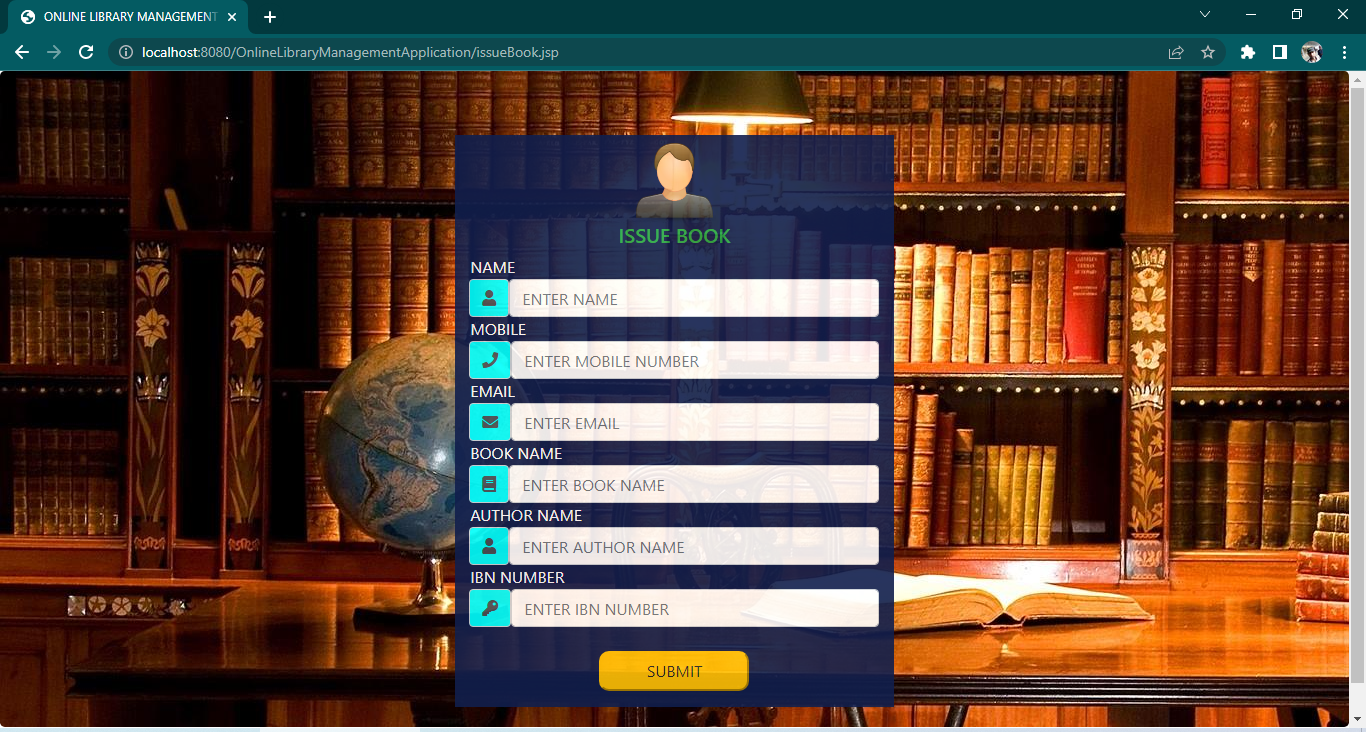 ONLINE LIBRARY MANAGEMENT
localhost:8080/OnlineLibraryManagementApplication/issueBook.jsp
ISSUE BOOK
NAME
ENTER NAME
MOBILE
ENTER MOBILE NUMBER
EMAIL
ENTER EMAIL
BOOK NAME
ENTER BOOK NAME
AUTHOR NAME
ENTER AUTHOR NAME
IBN NUMBER
ENTER IBN NUMBER
SUBMIT